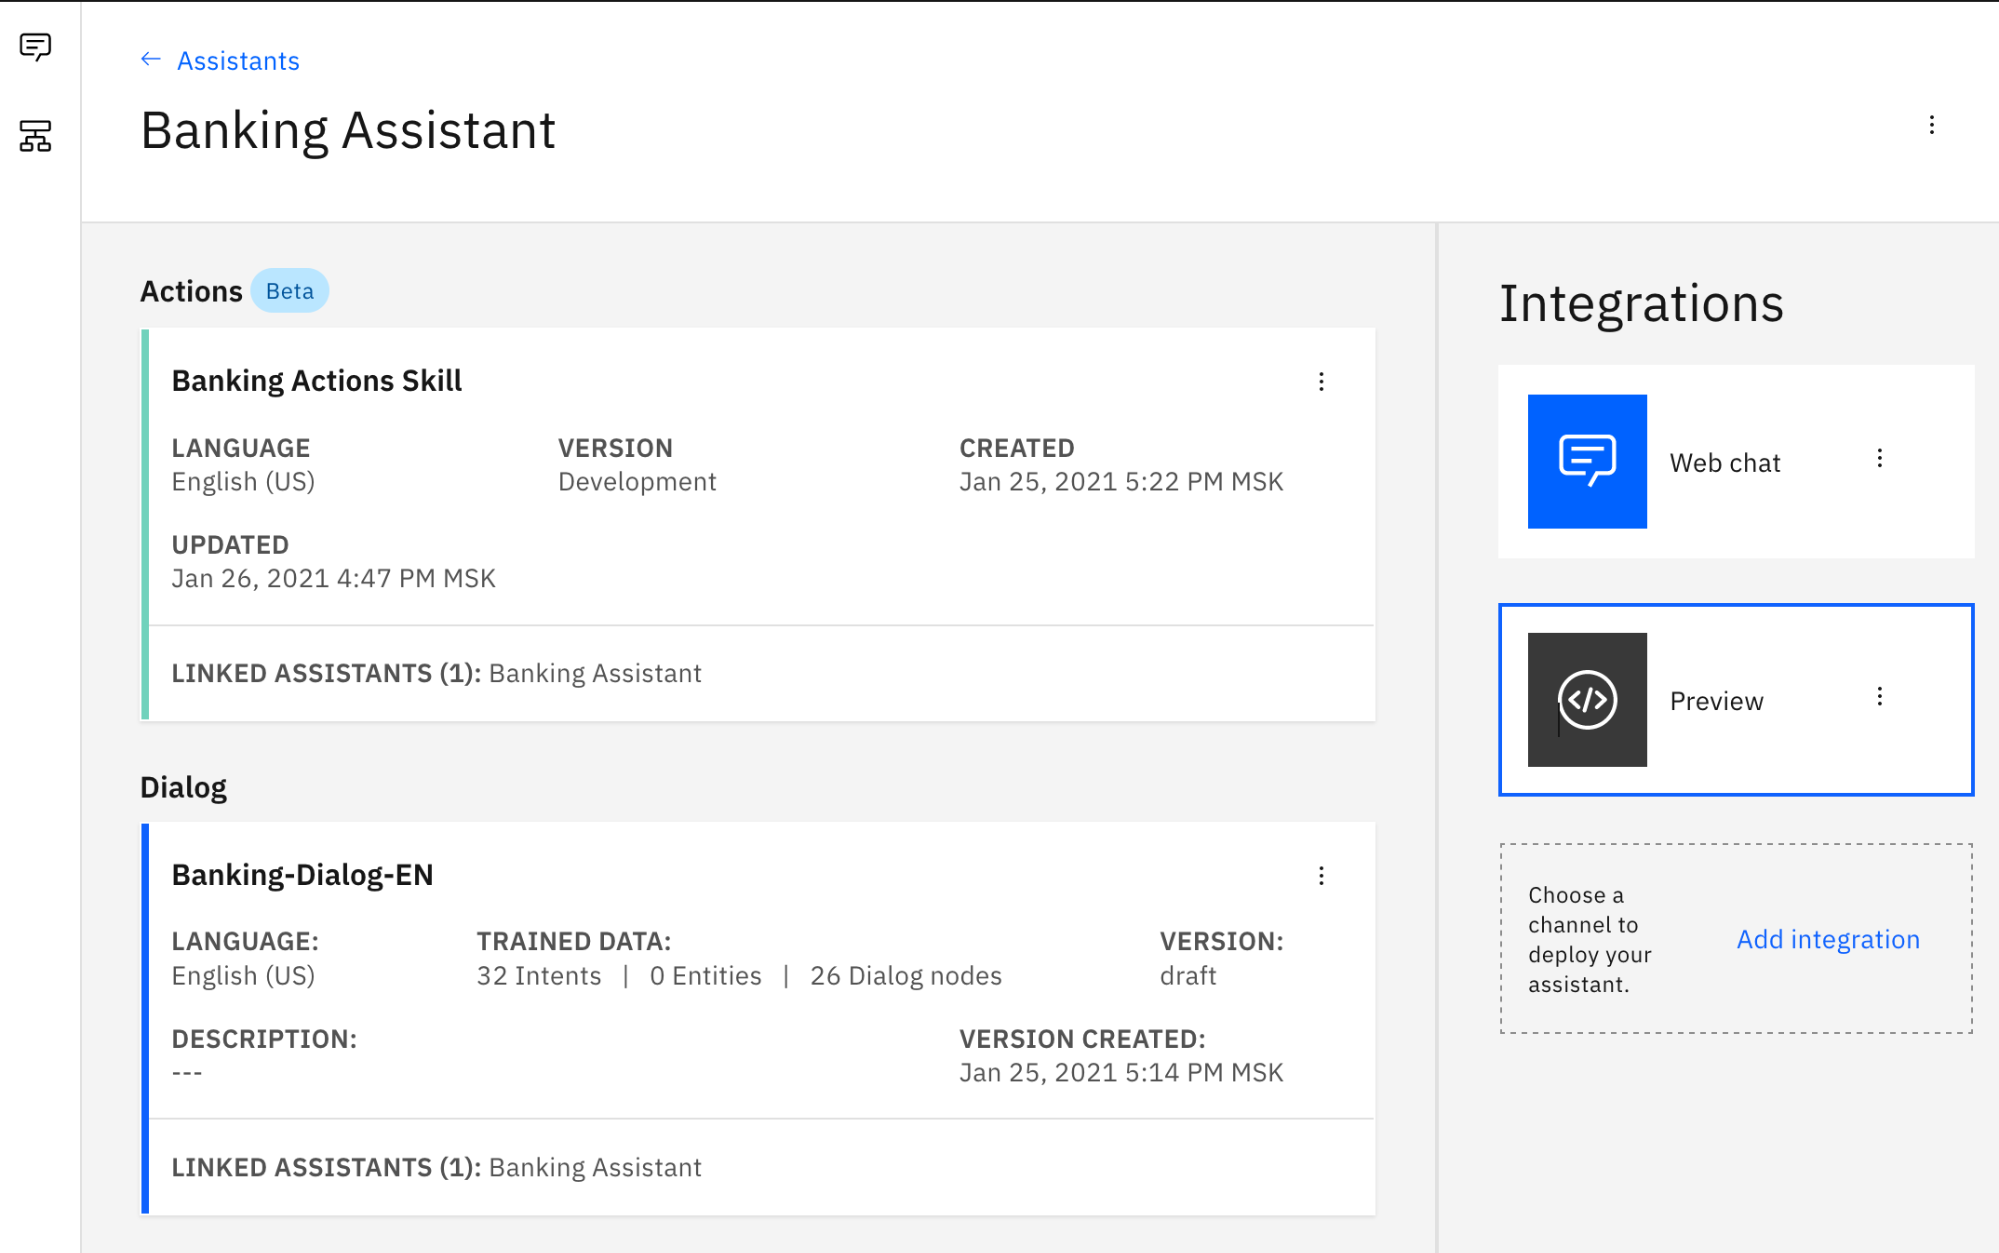 ← Assistants
Banking Assistant
Actions Beta
Banking Actions Skill
LANGUAGE VERSION CREATED
English (US) Development Jan 25, 2021 5:22 PM MSK
UPDATED
Jan 26, 2021 4:47 PM MSK
LINKED ASSISTANTS (1): Banking Assistant
Dialog
Banking-Dialog-EN
LANGUAGE: TRAINED DATA: VERSION:
English (US) 32 Intents | 0 Entities | 26 Dialog nodes draft
DESCRIPTION: VERSION CREATED:
--- Jan 25, 2021 5:14 PM MSK
LINKED ASSISTANTS (1): Banking Assistant
Integrations
Web chat
Preview
Choose a
channel to
deploy your
assistant.
Add integration